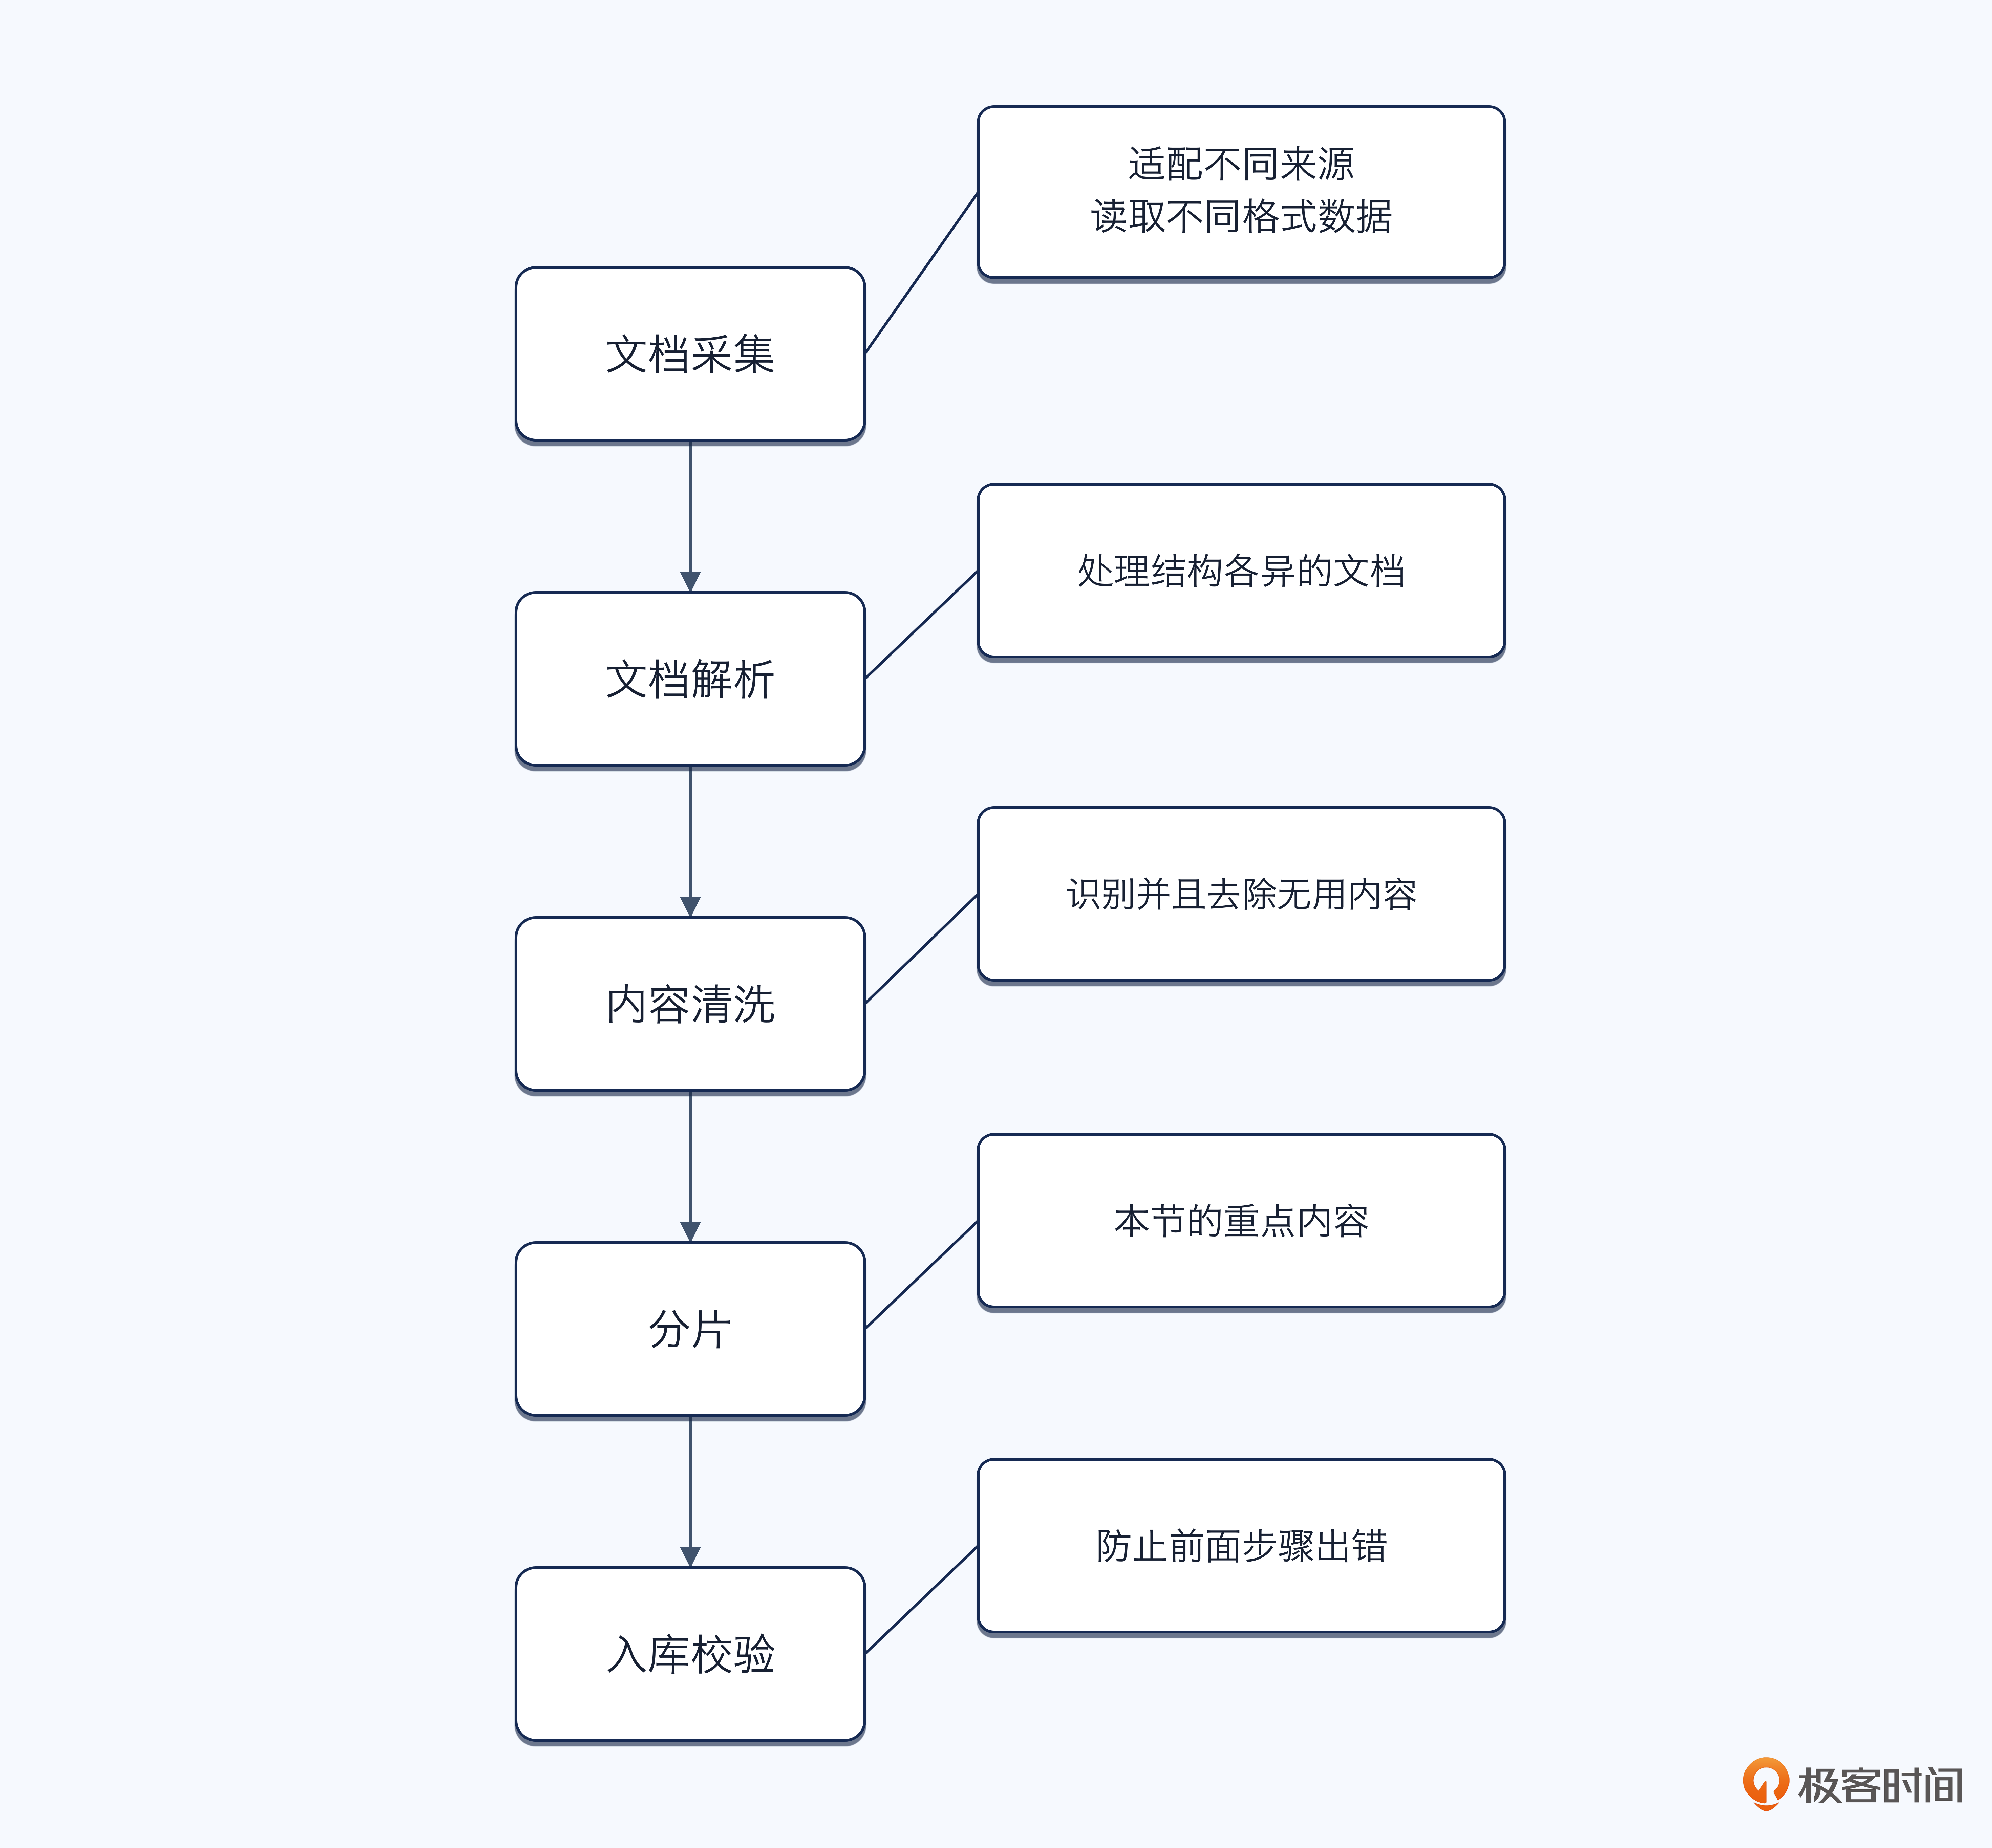 适配不同来源
读取不同格式数据
文档采集
处理结构各异的文档
文档解析
识别并且去除无用内容
内容清洗
本节的重点内容
分片
防止前面步骤出错
入库校验
极客时间